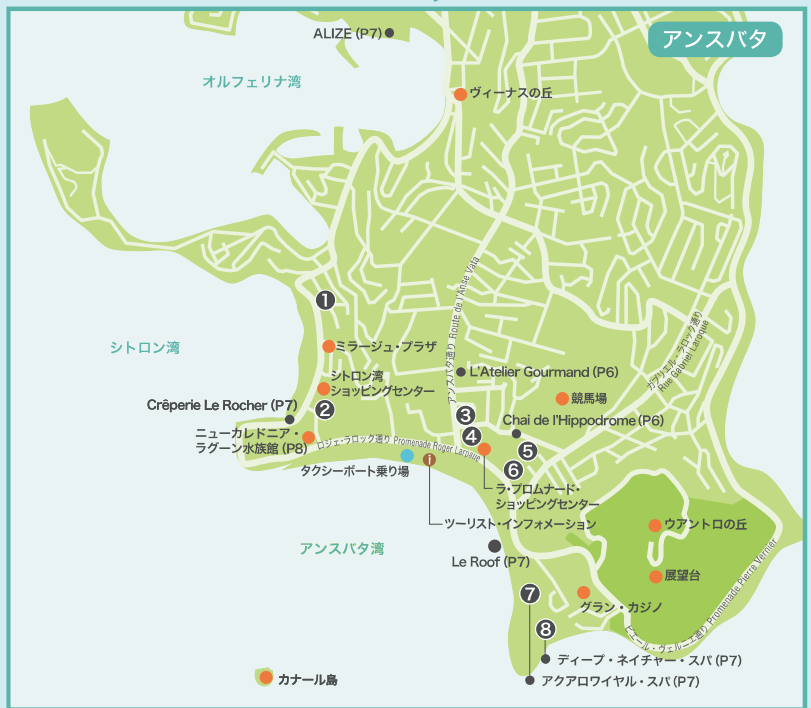 アンスバタ
ALIZE (P7)
オルフェリナ湾
ヴィーナスの丘
アンスバタ通り Route de l'Anse Vata
ガブリエル・ラロック通り
Rue Gabriel Laroque
❶
シトロン湾
ミラージュ・プラザ
シトロン湾
ショッピングセンター
L'Atelier Gourmand (P6)
競馬場
Crêperie Le Rocher (P7)
❷
❸
Chai de l'Hippodrome (P6)
ニューカレドニア・
ラグーン水族館 (P8)
ロジェ・ラロック通り Promenade Roger Laroque
❹
❺
❻
タクシーボート乗り場
i
ラ・プロムナード・
ショッピングセンター
ツーリスト・インフォメーション
ウアントロの丘
アンスバタ湾
Le Roof (P7)
展望台
❼
グラン・カジノ
ピエール・ヴェルニエ通り Promenade Pierre Vernier
❽
ディープ・ネイチャー・スパ (P7)
カナール島
アクアロワイヤル・スパ (P7)